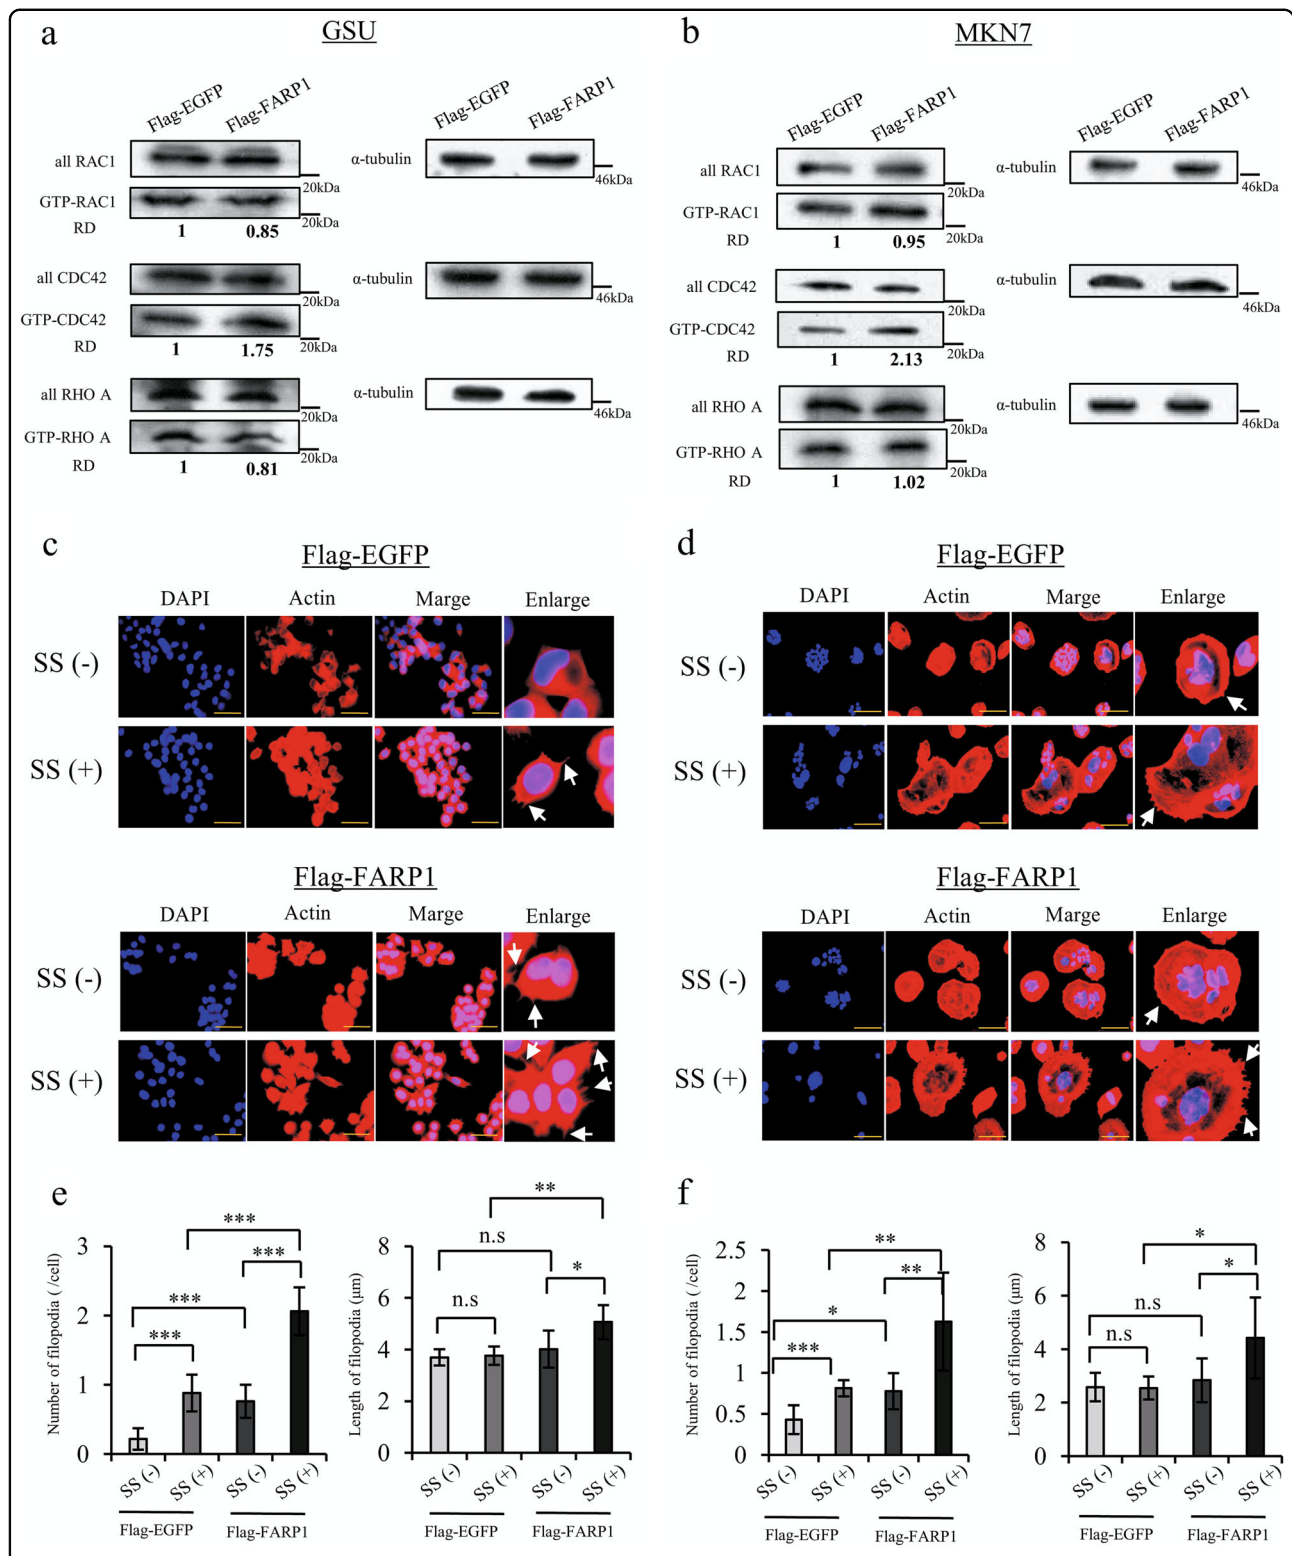 a
GSU
Flag-EGFP
Flag-FARP1
Flag-EGFP
Flag-FARP1
all RAC1
20kDa
α-tubulin
46kDa
GTP-RAC1
20kDa
RD
1
0.85
all CDC42
20kDa
α-tubulin
46kDa
GTP-CDC42
20kDa
RD
1
1.75
all RHO A
20kDa
α-tubulin
46kDa
GTP-RHO A
20kDa
RD
1
0.81
b
MKN7
Flag-EGFP
Flag-FARP1
Flag-EGFP
Flag-FARP1
all RAC1
20kDa
α-tubulin
46kDa
GTP-RAC1
20kDa
RD
1
0.95
all CDC42
20kDa
α-tubulin
46kDa
GTP-CDC42
20kDa
RD
1
2.13
all RHO A
20kDa
α-tubulin
46kDa
GTP-RHO A
20kDa
RD
1
1.02
c
Flag-EGFP
DAPI
Actin
Marge
Enlarge
SS (-)
SS (+)
Flag-FARP1
DAPI
Actin
Marge
Enlarge
SS (-)
SS (+)
d
Flag-EGFP
DAPI
Actin
Marge
Enlarge
SS (-)
SS (+)
Flag-FARP1
DAPI
Actin
Marge
Enlarge
SS (-)
SS (+)
e
Number of filopodia ( /cell)
3
2
1
0
***
***
***
***
SS (-)
SS (+)
SS (-)
SS (+)
Flag-EGFP
Flag-FARP1
Length of filopodia (μm)
8
6
4
2
0
**
n.s
*
n.s
SS (-)
SS (+)
SS (-)
SS (+)
Flag-EGFP
Flag-FARP1
f
Number of filopodia ( /cell)
2.5
2
1.5
1
0.5
0
**
**
*
***
SS (-)
SS (+)
SS (-)
SS (+)
Flag-EGFP
Flag-FARP1
Length of filopodia (μm)
8
6
4
2
0
*
*
n.s
n.s
SS (-)
SS (+)
SS (-)
SS (+)
Flag-EGFP
Flag-FARP1